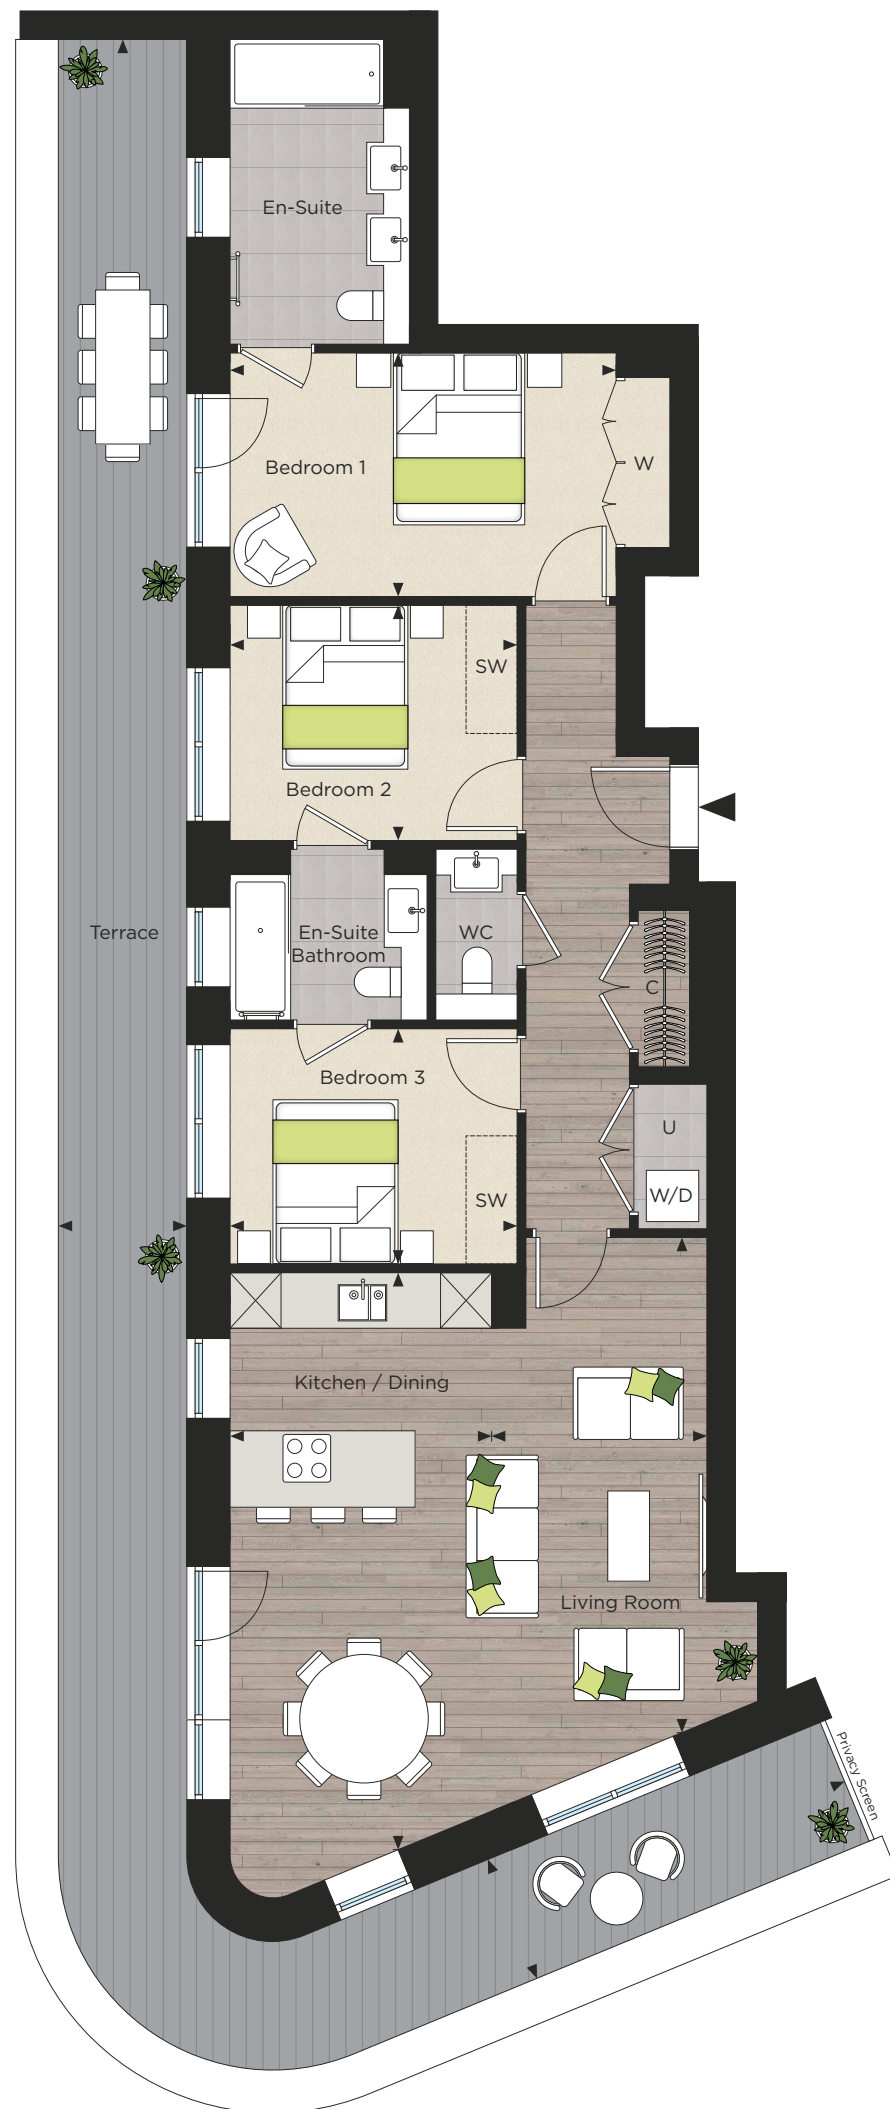 En-Suite
Bedroom 1
W
SW
Bedroom 2
Terrace
En-Suite
Bathroom
WC
C
Bedroom 3
U
W/D
SW
Kitchen / Dining
Living Room
Privacy Screen